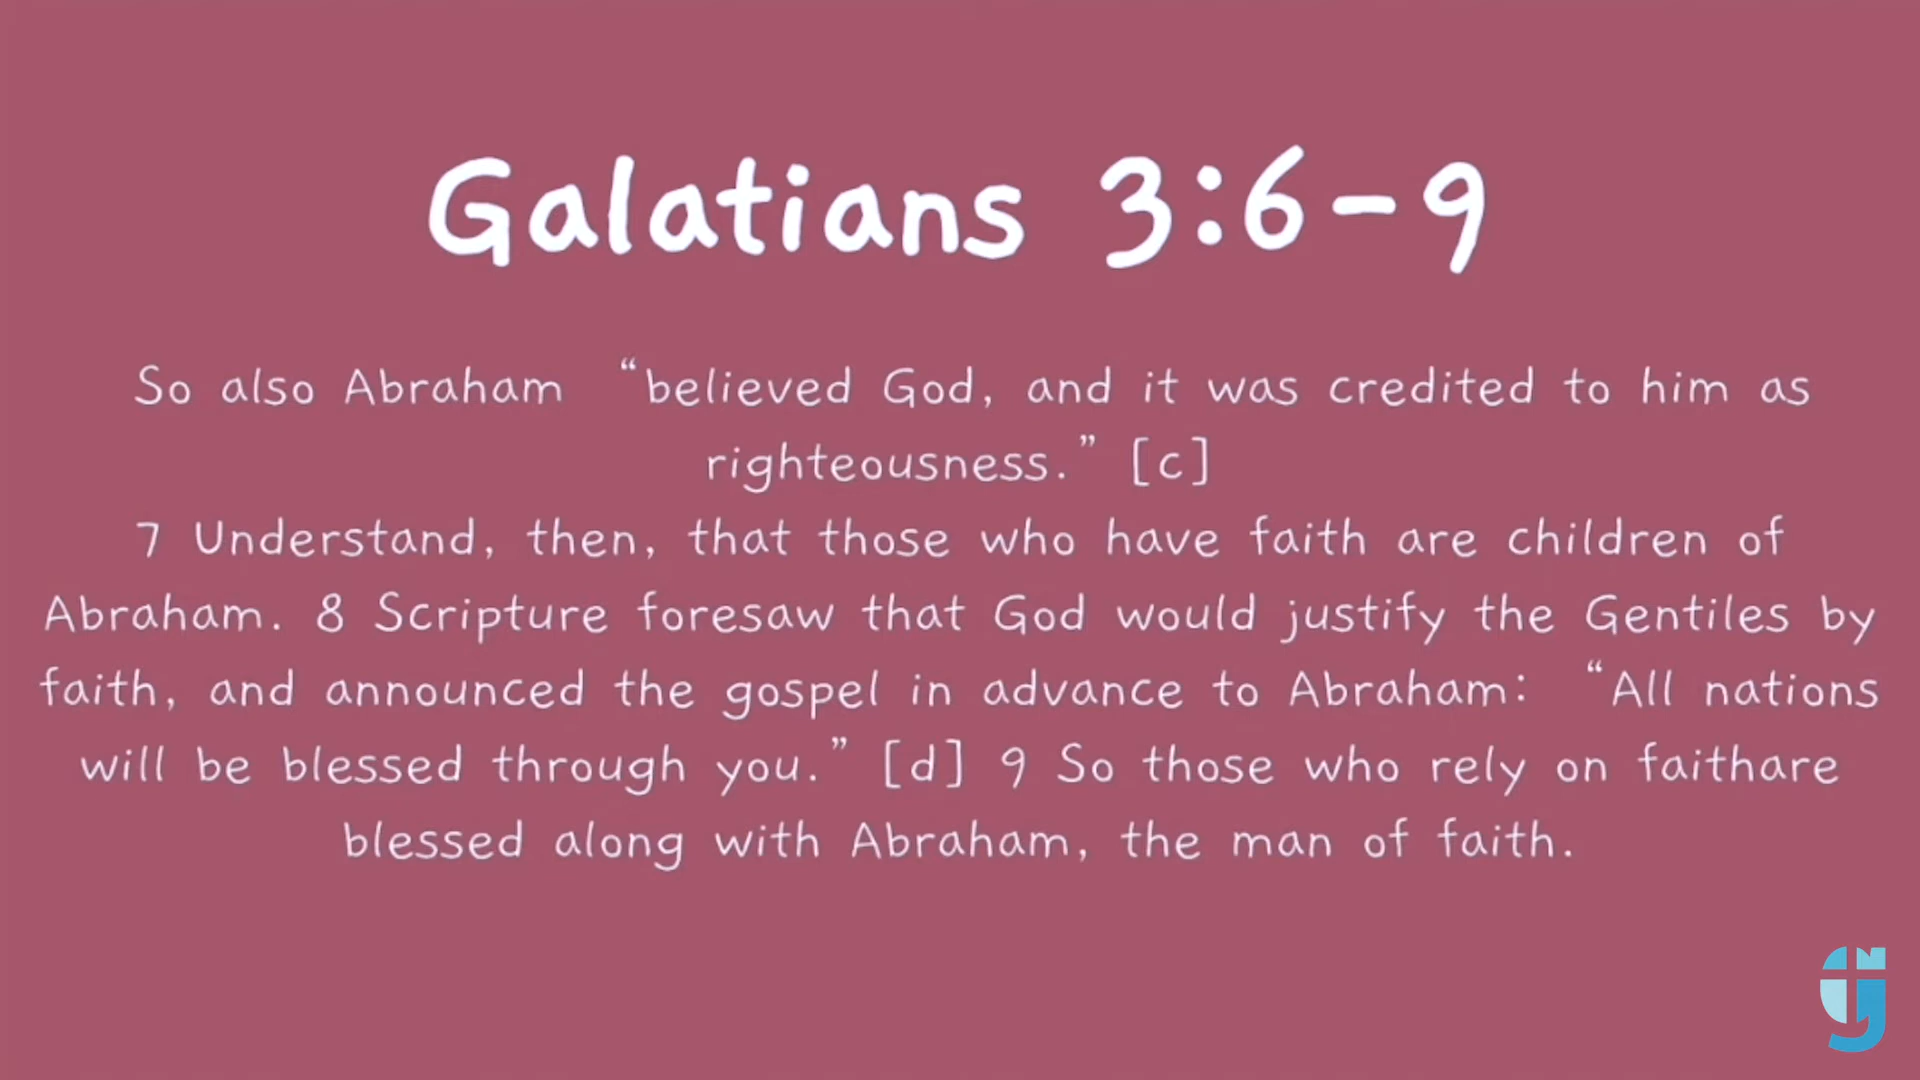 Galatians 3:6-9
So also Abraham “believed God, and it was credited to him as
righteousness.” [c]
7 Understand, then, that those who have faith are children of
Abraham. 8 Scripture foresaw that God would justify the Gentiles by
faith, and announced the gospel in advance to Abraham: “All nations
will be blessed through you.” [d] 9 So those who rely on faithare
blessed along with Abraham, the man of faith.